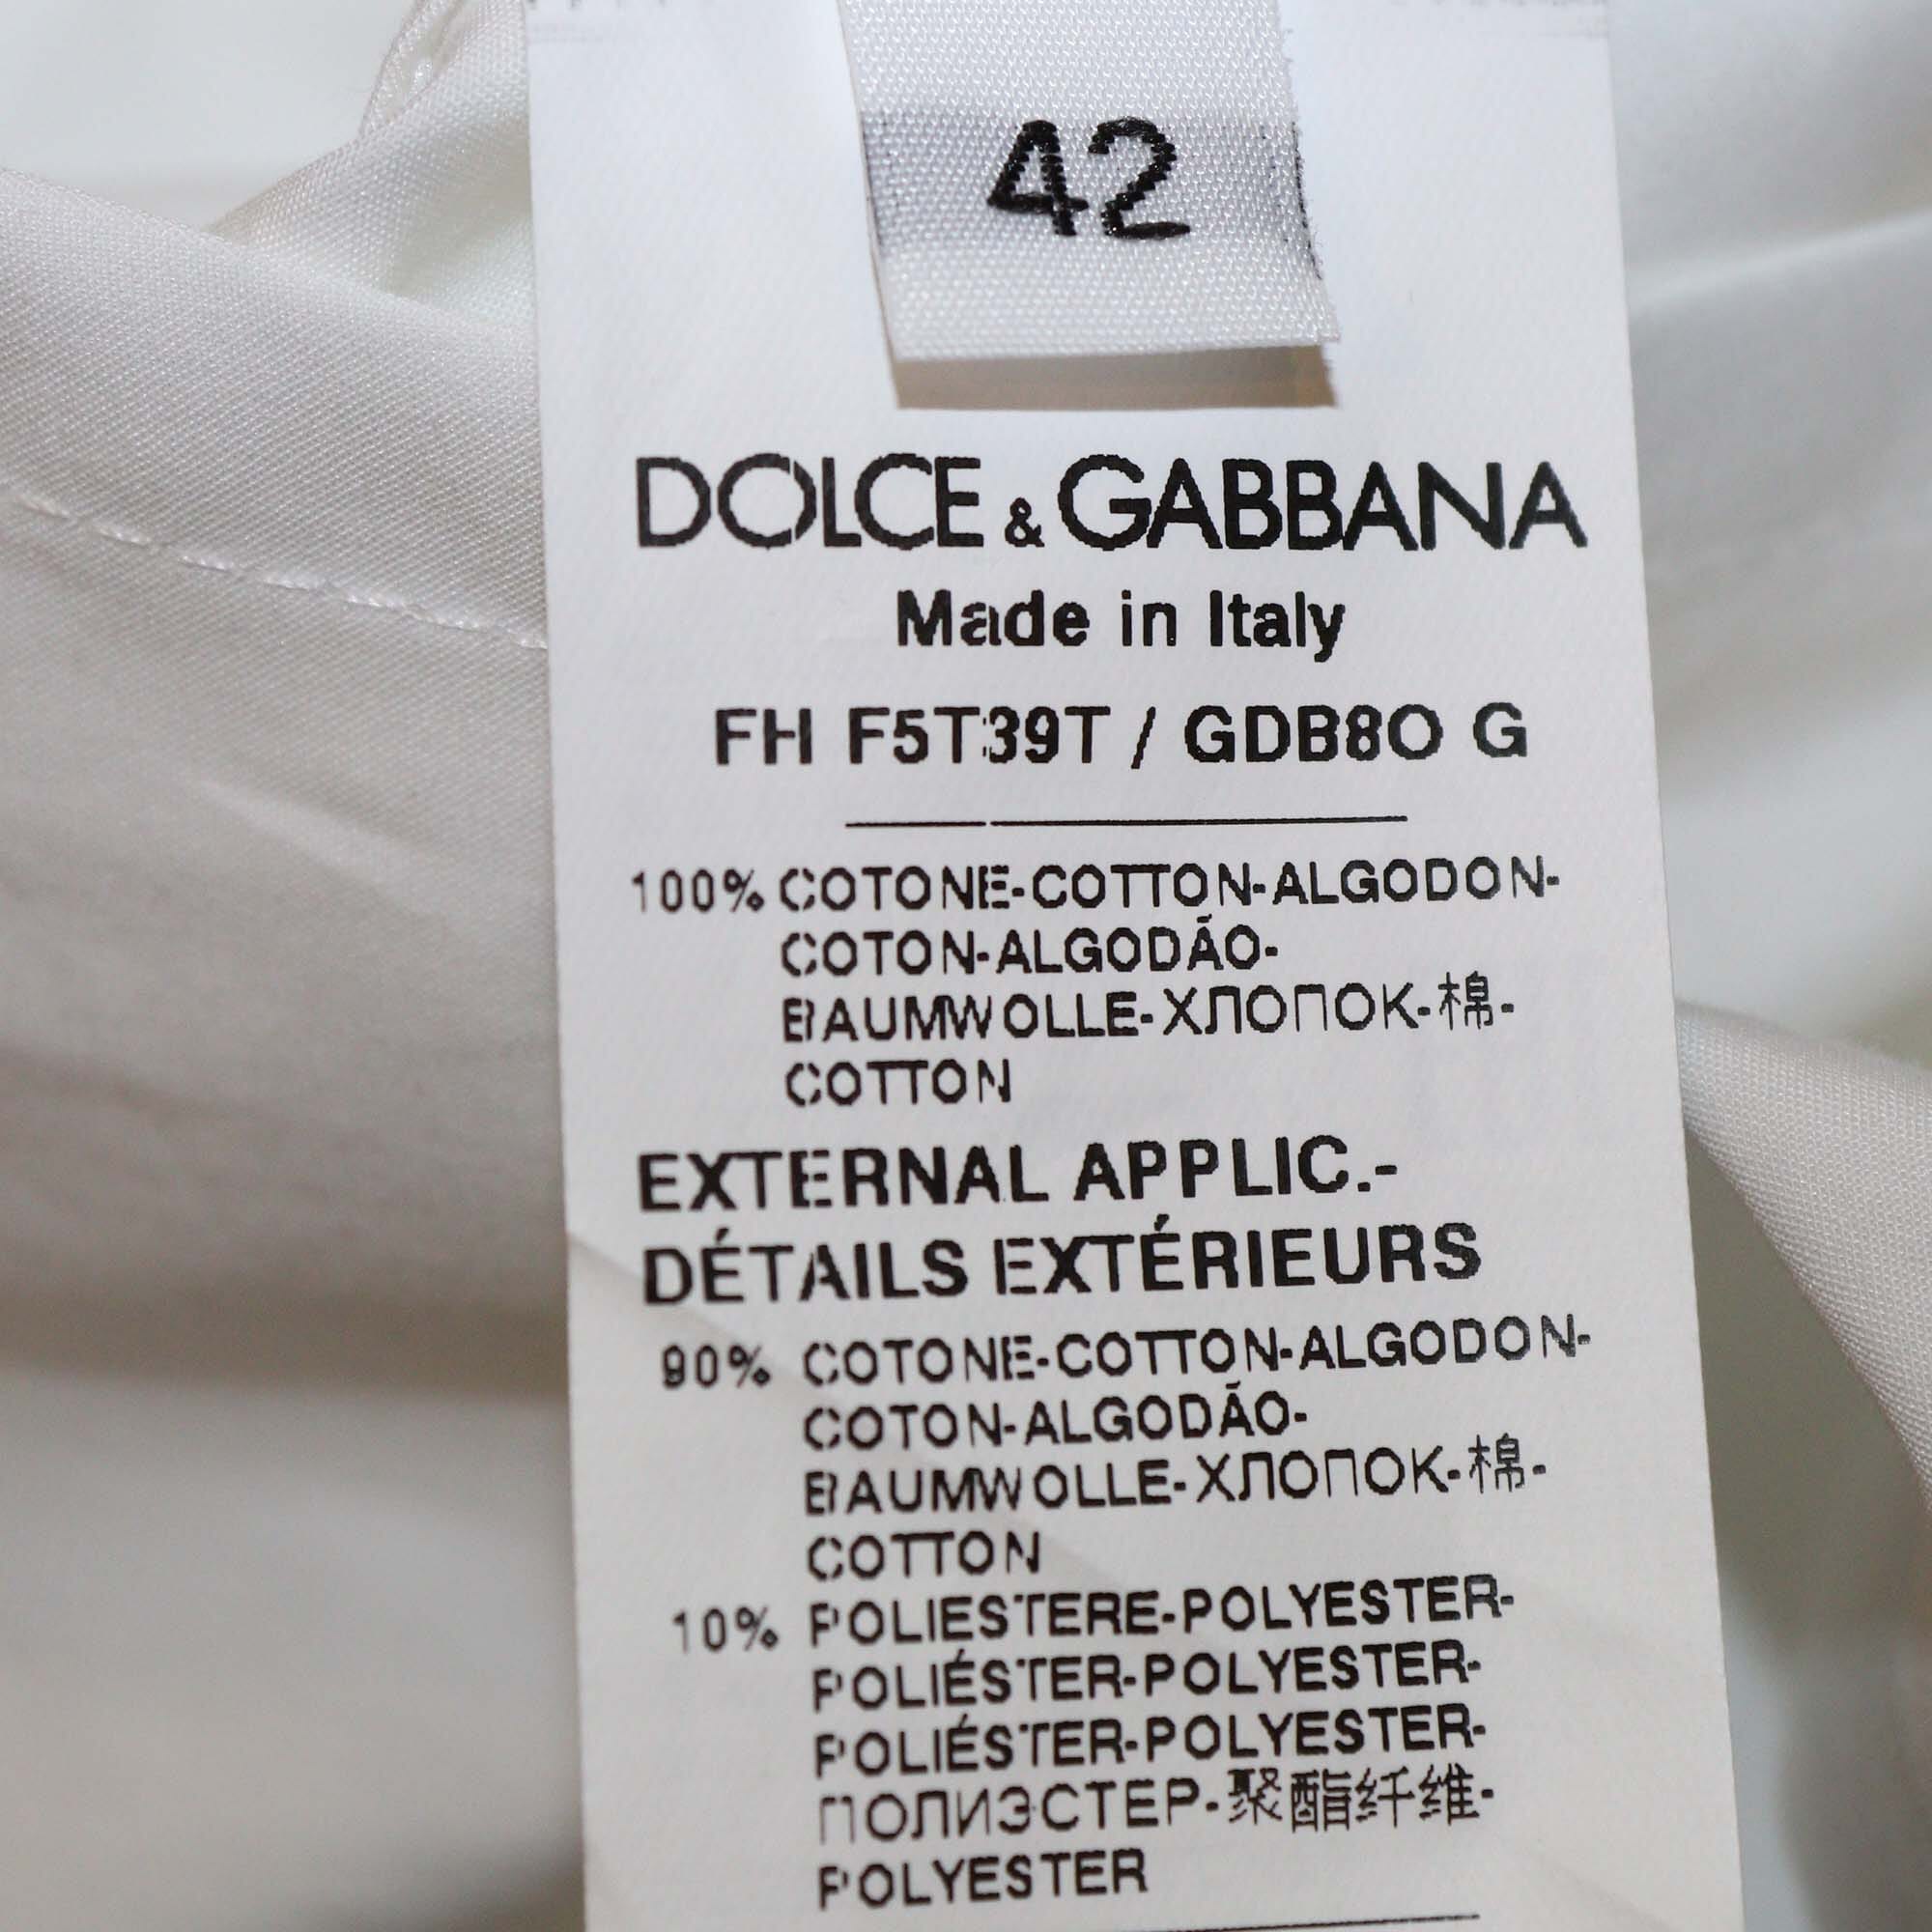 42
DOLCE & GABBANA
Made in Italy
FH F5T39T / GDB8O G
100% COTONE-COTTON-ALGODON-
COTON-ALGODÃO-
BAUMWOLLE-ХЛОПОК-棉-
COTTON
EXTERNAL APPLIC.-
DÉTAILS EXTÉRIEURS
90% COTONE-COTTON-ALGODON-
COTON-ALGODÃO-
BAUMWOLLE-ХЛОПОК-棉-
COTTON
10% POLIESTERE-POLYESTER-
POLIÉSTER-POLYESTER-
POLIÉSTER-POLYESTER-
ПОЛИЭСТЕР-聚酯纤维-
POLYESTER